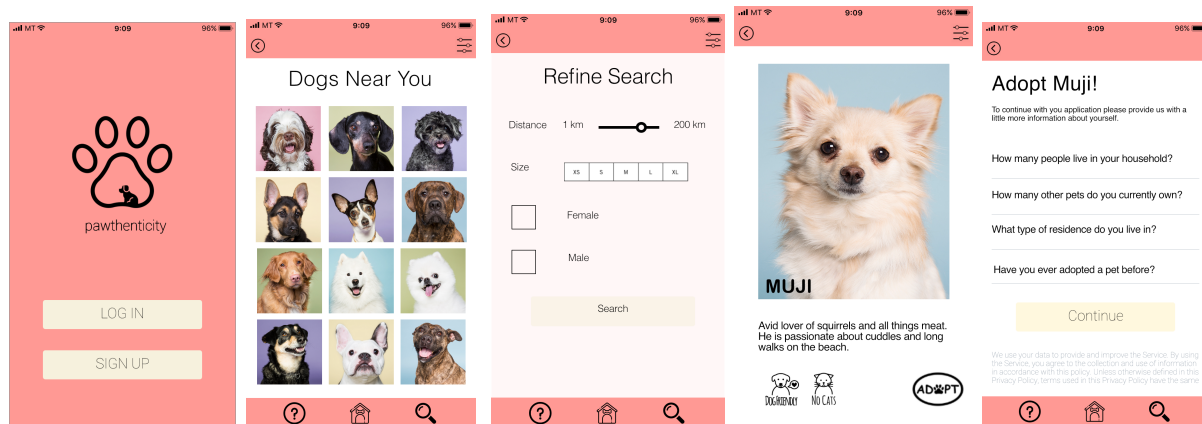 MT 9:09 96%
pawthenticity
LOG IN
SIGN UP
MT 9:09 96%
Dogs Near You
?
MT 9:09 96%
Refine Search
Distance 1 km 200 km
Size XS S M L XL
Female
Male
Search
?
MT 9:09 96%
MUJI
Avid lover of squirrels and all things meat.
He is passionate about cuddles and long
walks on the beach.
DOG FRIENDLY NO CATS
ADOPT
MT 9:09 96%
Adopt Muji!
To continue with you application please provide us with a
little more information about yourself.
How many people live in your household?
How many other pets do you currently own?
What type of residence do you live in?
Have you ever adopted a pet before?
Continue
We use your data to provide and improve the Service. By using
the Service, you agree to the collection and use of information
in accordance with this policy. Unless otherwise defined in this
Privacy Policy, terms used in this Privacy Policy have the same
?